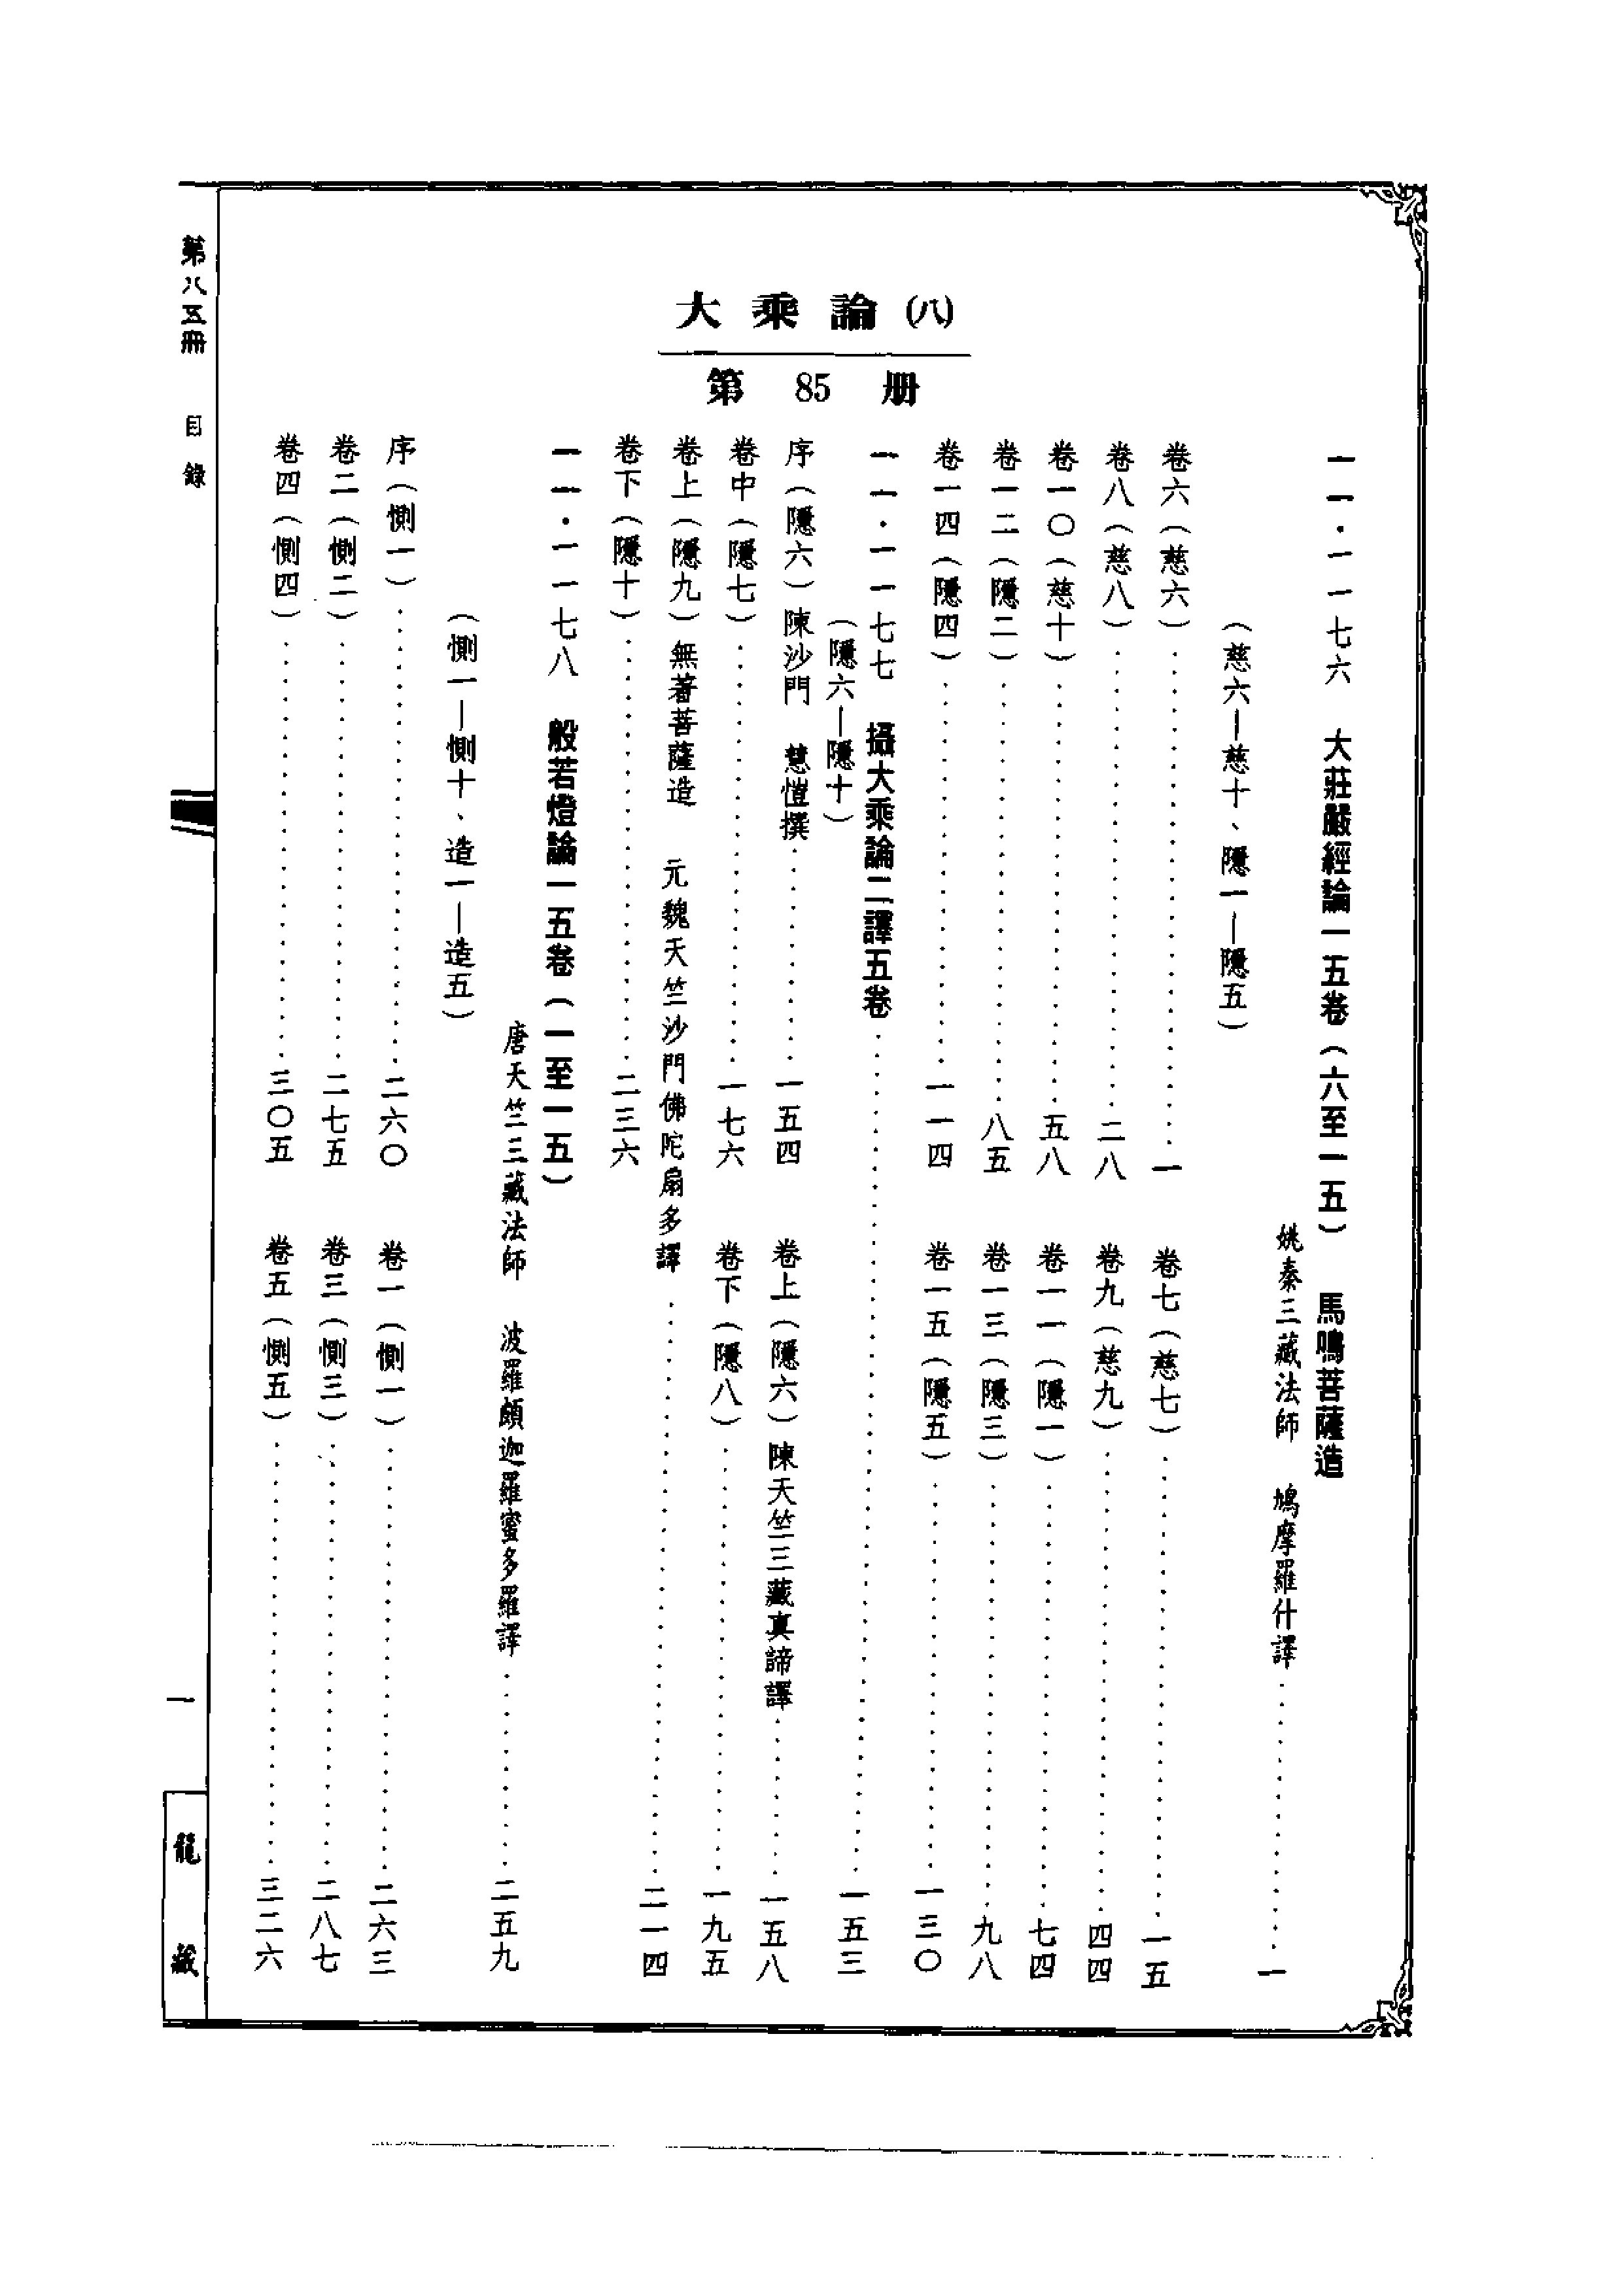 大乘論(八)
第 85 册
一一·一一七六 大莊嚴經論一五卷(六至一五) 馬鳴菩薩造
姚秦三藏法師 鳩摩羅什譯……一
(慈六—慈十、隱一—隱五)
卷六(慈六)……一 卷七(慈七)……一五
卷八(慈八)……二八 卷九(慈九)……四四
卷一〇(慈十)……五八 卷一一(隱一)……七四
卷一二(隱二)……八五 卷一三(隱三)……九八
卷一四(隱四)……一一四 卷一五(隱五)……一三〇
一一·一一七七 攝大乘論二譯五卷……一五三
(隱六—隱十)
序(隱六)陳沙門 慧愷撰……一五四 卷上(隱六)陳天竺三藏真諦譯……一五八
卷中(隱七)……一七六 卷下(隱八)……一九五
卷上(隱九)無著菩薩造 元魏天竺沙門佛陀扇多譯……二一四
卷下(隱十)……二三六
一一·一一七八 般若燈論一五卷(一至一五)
唐天竺三藏法師 波羅頗迦羅蜜多羅譯……二五九
(惻一—惻十、造一—造五)
序(惻一)……二六〇 卷一(惻一)……二六三
卷二(惻二)……二七五 卷三(惻三)……二八七
卷四(惻四)……三〇五 卷五(惻五)……三二六
第八五冊 目錄
一
龍藏